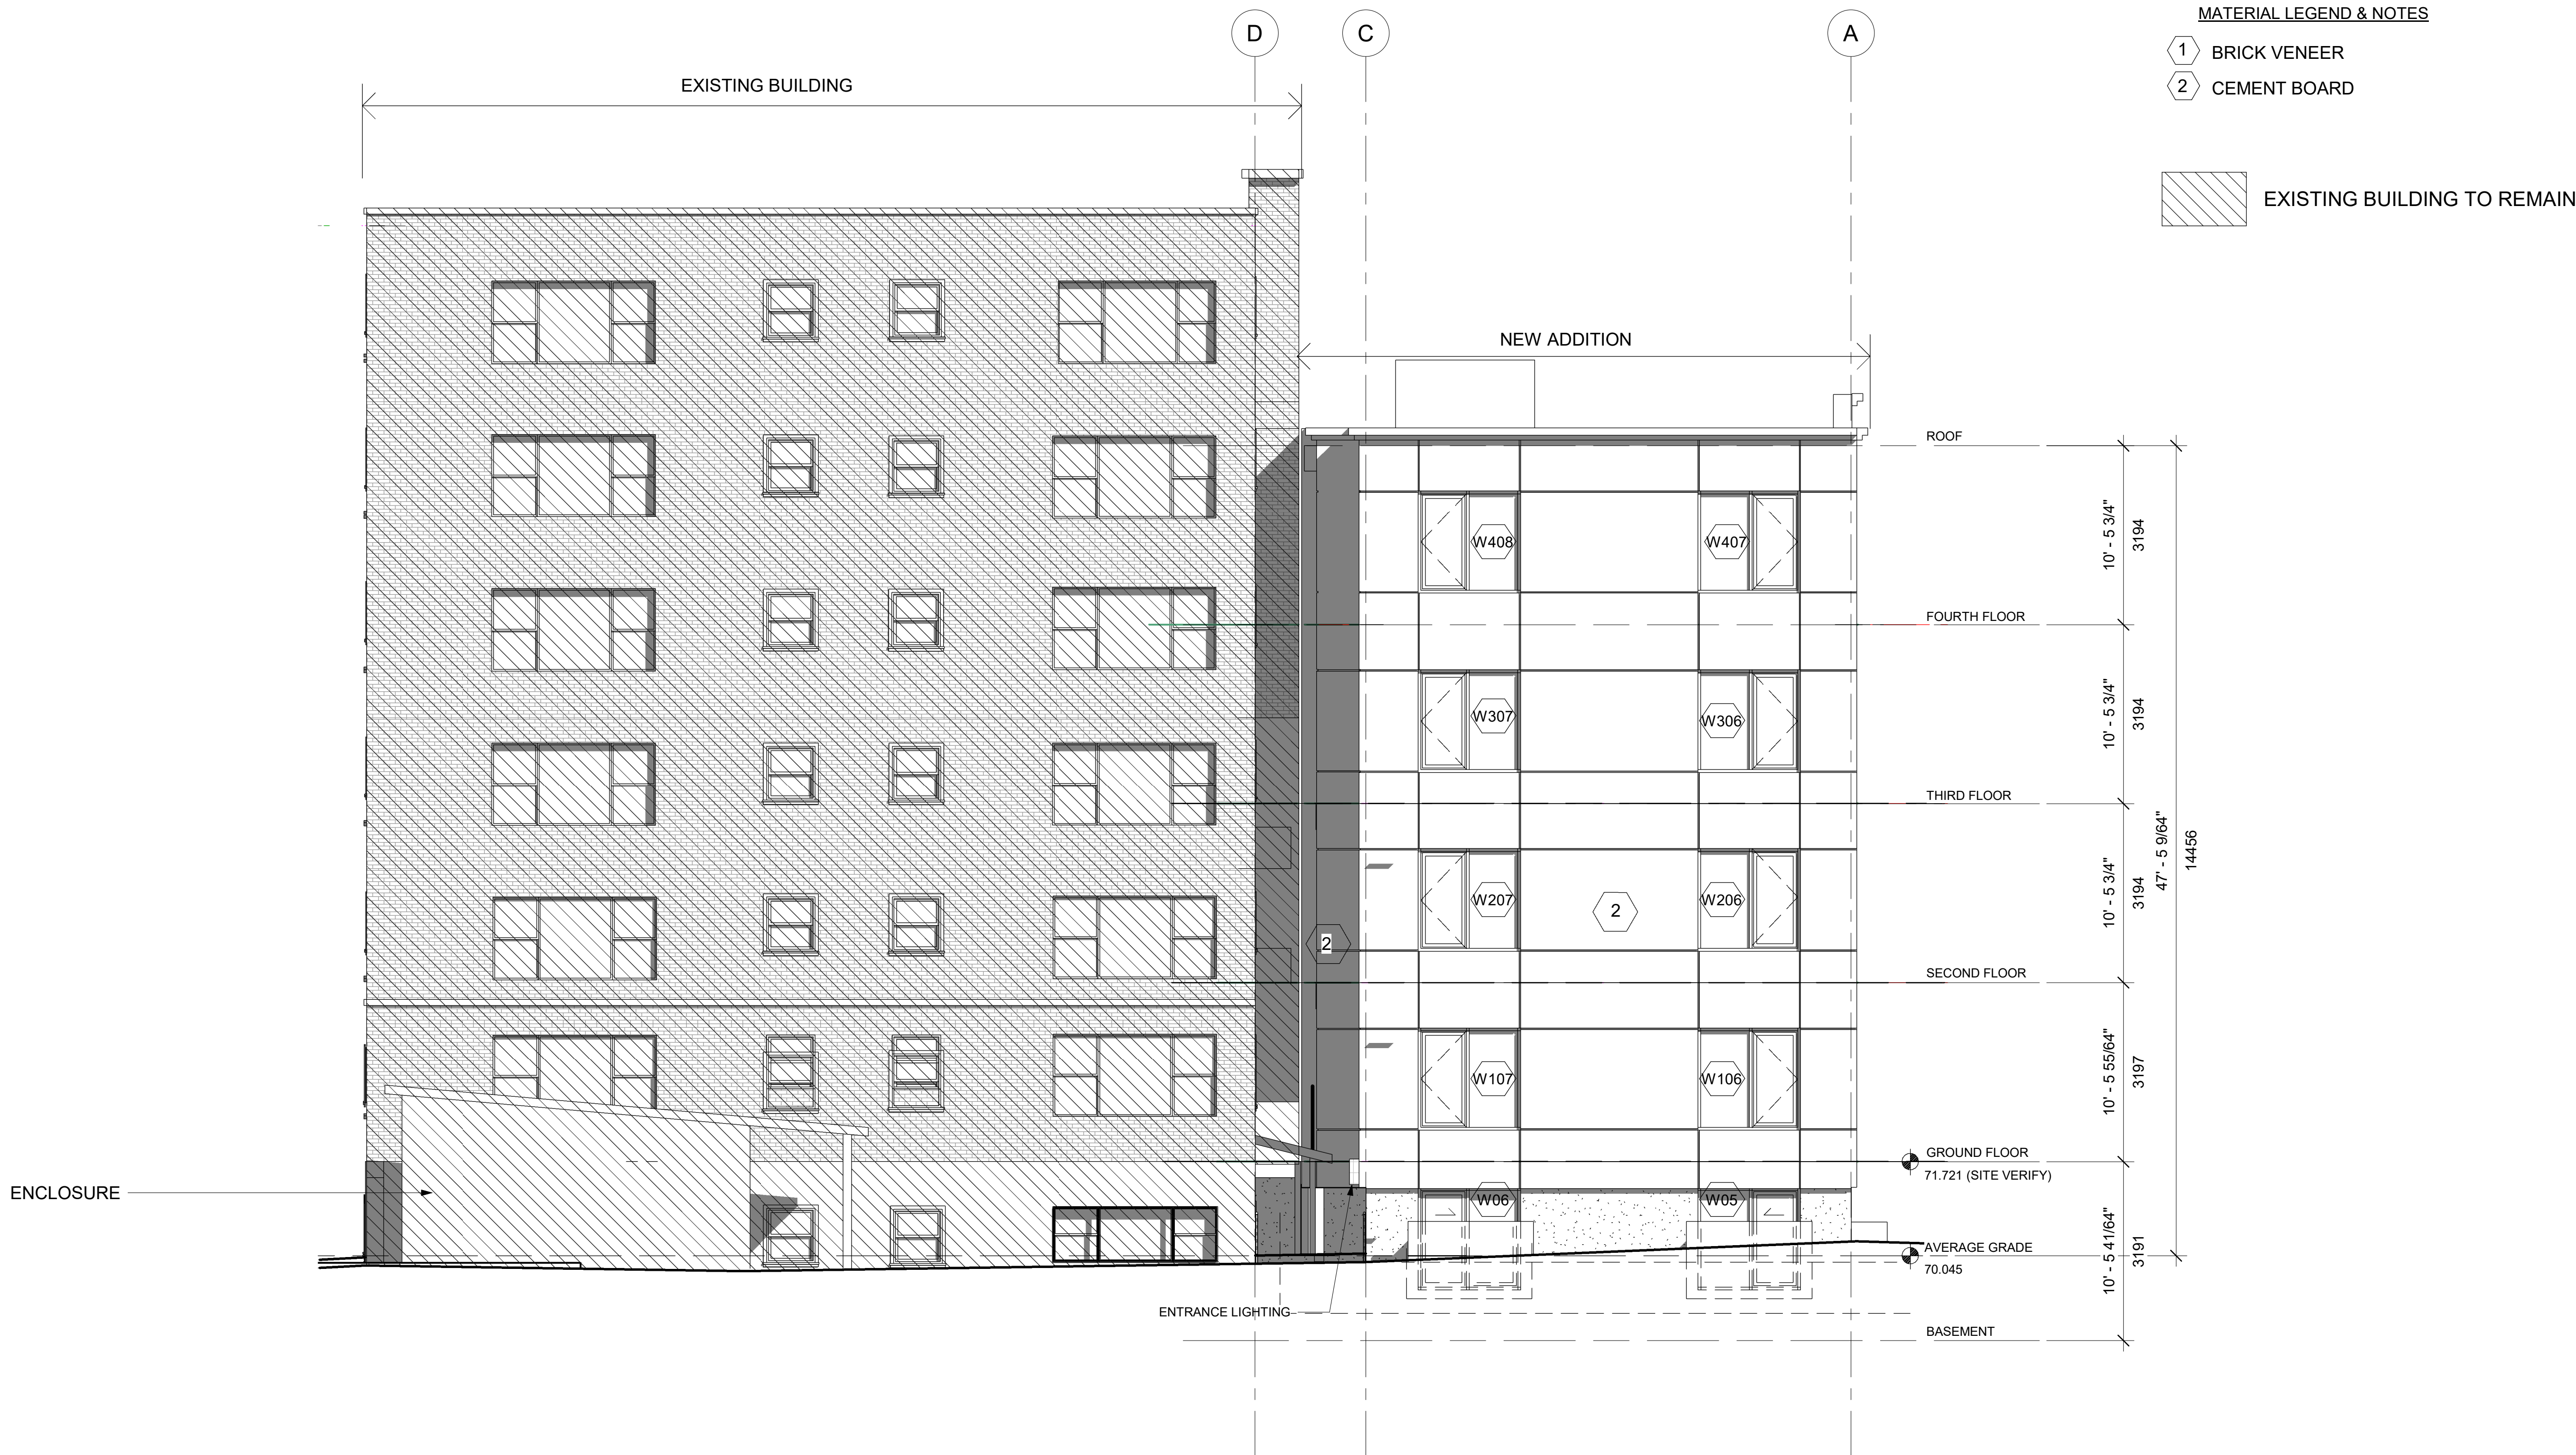 MATERIAL LEGEND & NOTES
1 BRICK VENEER
2 CEMENT BOARD
EXISTING BUILDING TO REMAIN
D
C
A
EXISTING BUILDING
NEW ADDITION
ROOF
10' - 5 3/4"
3194
W408
W407
FOURTH FLOOR
10' - 5 3/4"
3194
W307
W306
THIRD FLOOR
10' - 5 3/4"
3194
47' - 5 9/64"
14456
W207
W206
2
2
SECOND FLOOR
10' - 5 55/64"
3197
W107
W106
GROUND FLOOR
71.721 (SITE VERIFY)
ENCLOSURE
W06
W05
10' - 5 41/64"
3191
AVERAGE GRADE
70.045
ENTRANCE LIGHTING
BASEMENT